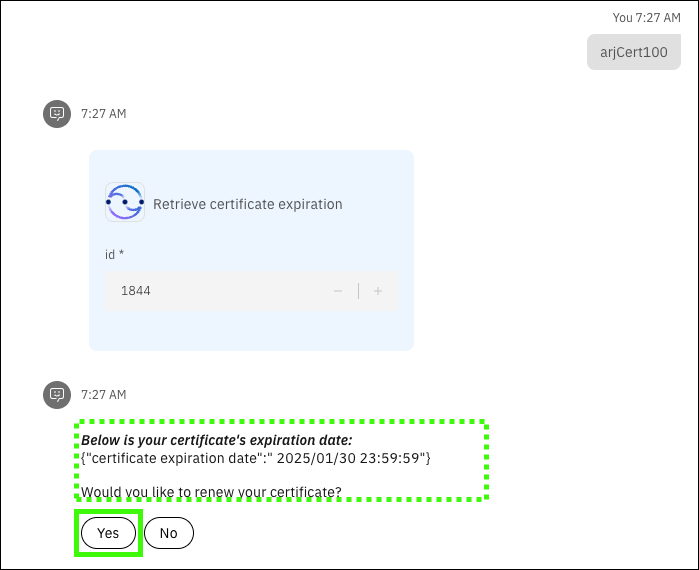 You 7:27 AM
arjCert100
7:27 AM
Retrieve certificate expiration
id *
1844
7:27 AM
Below is your certificate's expiration date:
{"certificate expiration date":" 2025/01/30 23:59:59"}
Would you like to renew your certificate?
Yes No